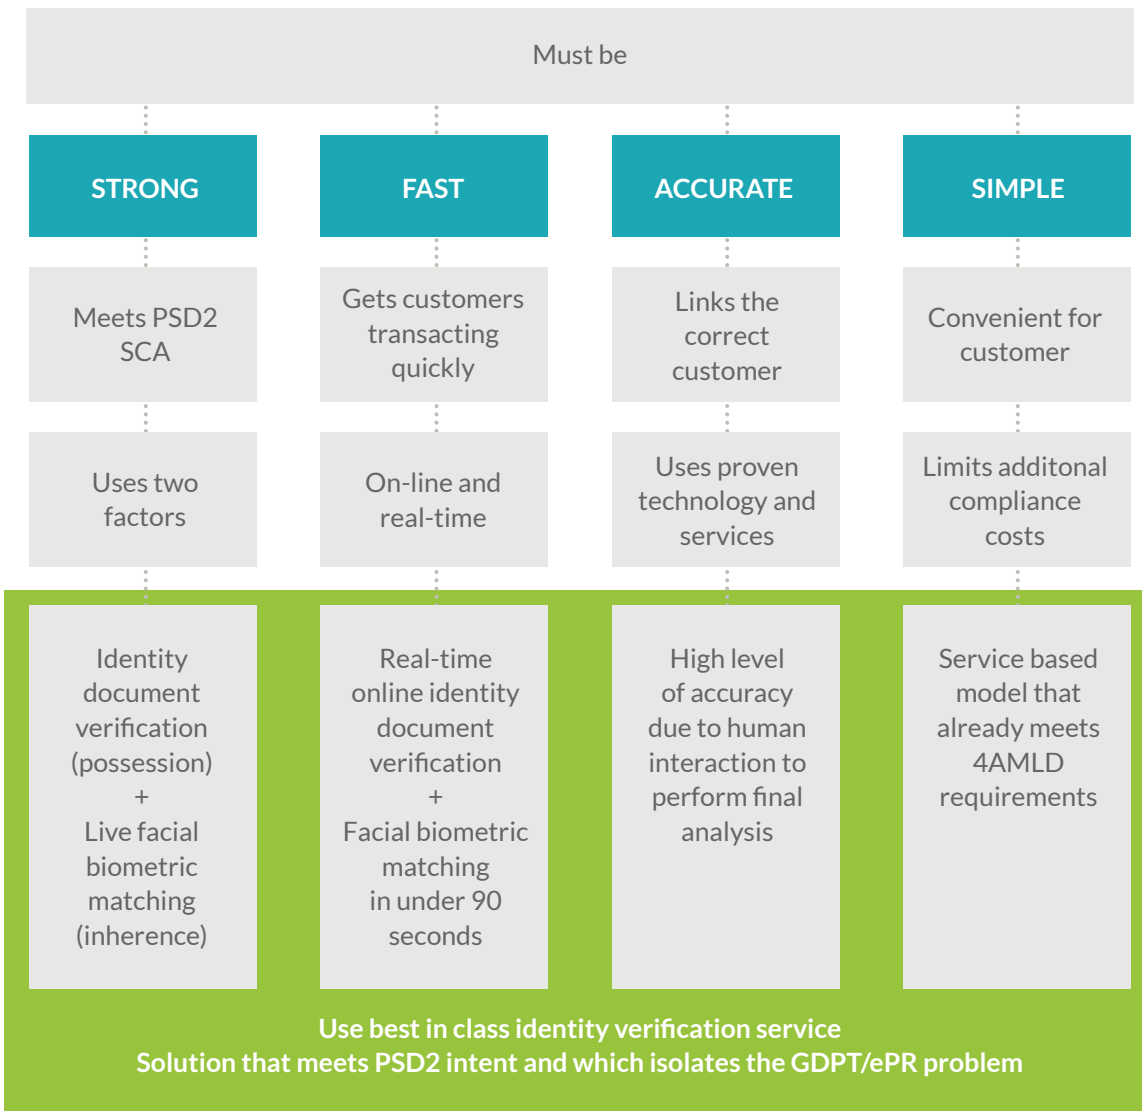 Must be
STRONG
FAST
ACCURATE
SIMPLE
Meets PSD2
SCA
Gets customers
transacting
quickly
Links the
correct
customer
Convenient for
customer
Uses two
factors
On-line and
real-time
Uses proven
technology and
services
Limits additonal
compliance
costs
Identity
document
verification
(possession)
+
Live facial
biometric
matching
(inherence)
Real-time
online identity
document
verification
+
Facial biometric
matching
in under 90
seconds
High level
of accuracy
due to human
interaction to
perform final
analysis
Service based
model that
already meets
4AMLD
requirements
Use best in class identity verification service
Solution that meets PSD2 intent and which isolates the GDPT/ePR problem